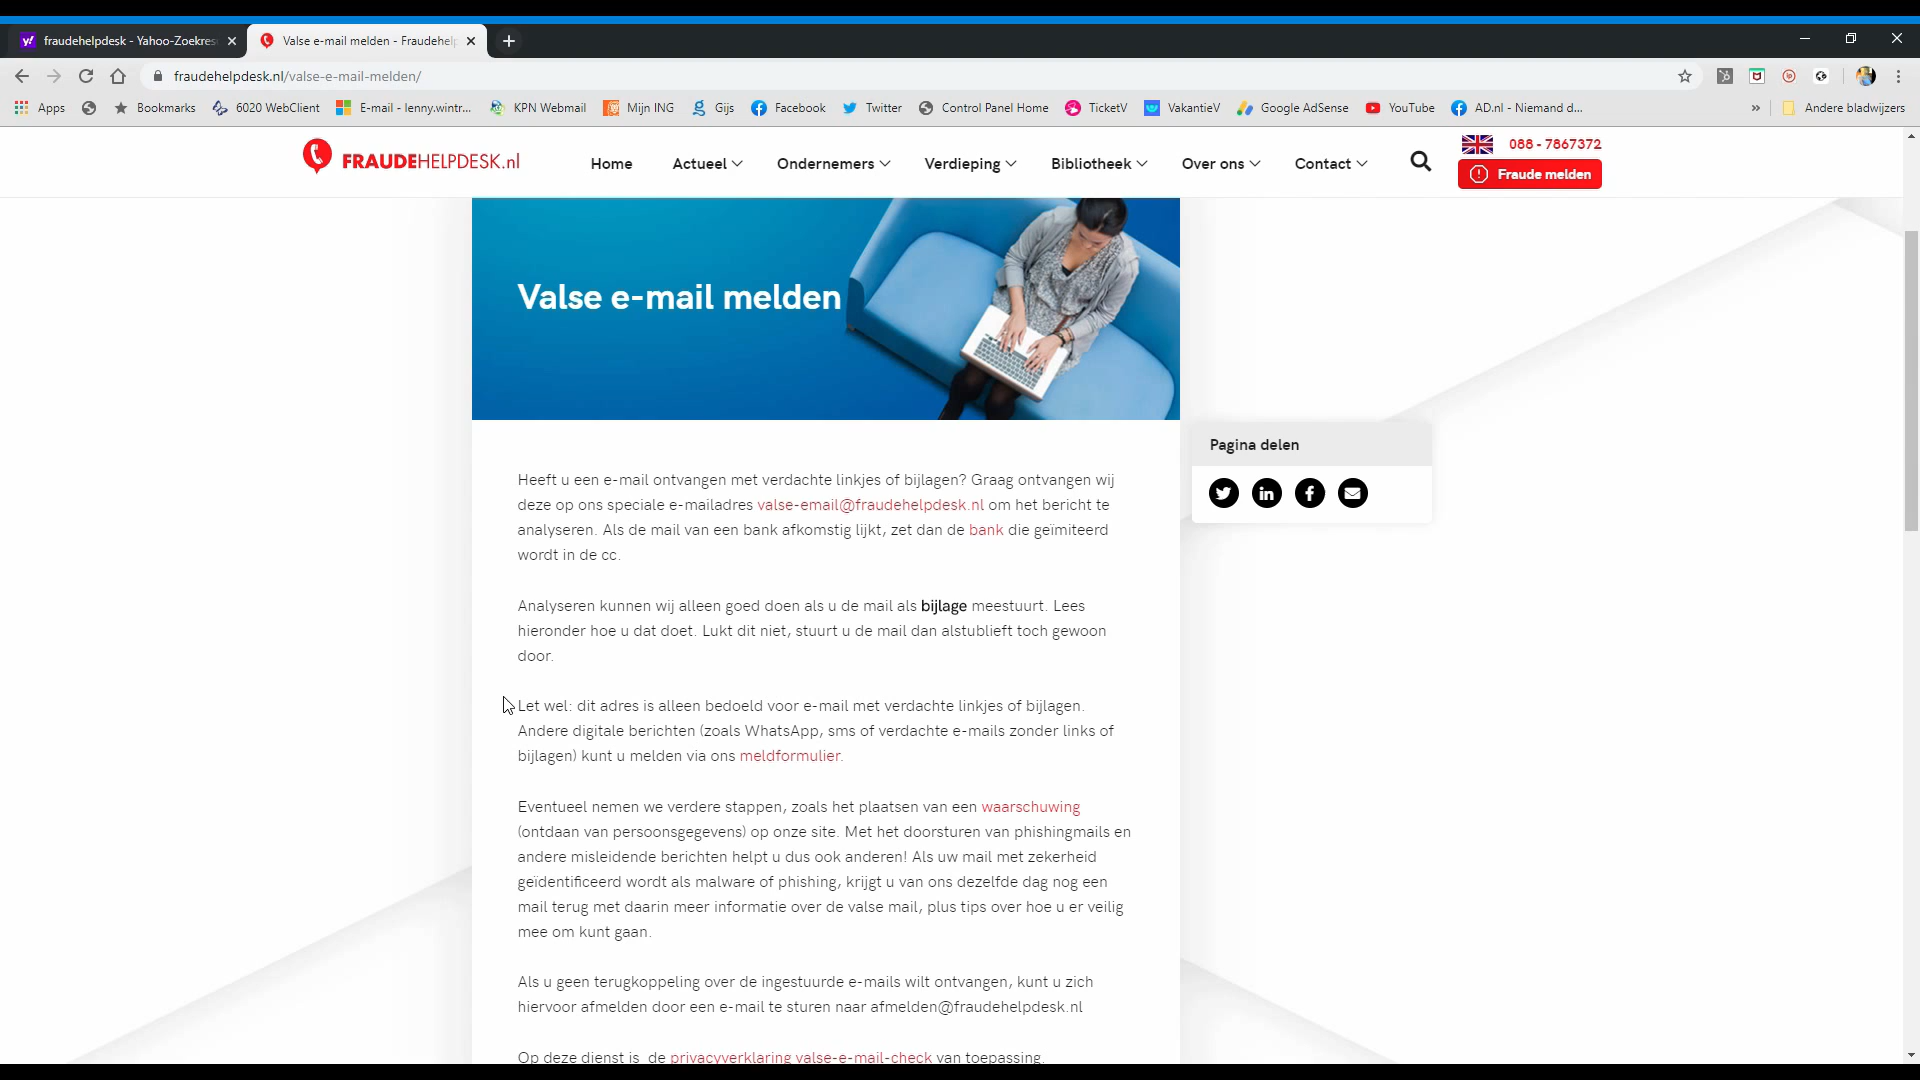 fraudehelpdesk - Yahoo-Zoekres
Valse e-mail melden - Fraudehel
fraudehelpdesk.nl/valse-e-mail-melden/
Apps
Bookmarks
6020 WebClient
E-mail - lenny.wintr...
KPN Webmail
Mijn ING
Gijs
Facebook
Twitter
Control Panel Home
TicketV
VakantieV
Google AdSense
YouTube
AD.nl - Niemand d...
»
Andere bladwijzers
FRAUDEHELPDESK.nl
Home
Actueel
Ondernemers
Verdieping
Bibliotheek
Over ons
Contact
088 - 7867372
Fraude melden
Valse e-mail melden
Pagina delen
Heeft u een e-mail ontvangen met verdachte linkjes of bijlagen? Graag ontvangen wij
deze op ons speciale e-mailadres valse-email@fraudehelpdesk.nl om het bericht te
analyseren. Als de mail van een bank afkomstig lijkt, zet dan de bank die geïmiteerd
wordt in de cc.
Analyseren kunnen wij alleen goed doen als u de mail als bijlage meestuurt. Lees
hieronder hoe u dat doet. Lukt dit niet, stuurt u de mail dan alstublieft toch gewoon
door.
Let wel: dit adres is alleen bedoeld voor e-mail met verdachte linkjes of bijlagen.
Andere digitale berichten (zoals WhatsApp, sms of verdachte e-mails zonder links of
bijlagen) kunt u melden via ons meldformulier.
Eventueel nemen we verdere stappen, zoals het plaatsen van een waarschuwing
(ontdaan van persoonsgegevens) op onze site. Met het doorsturen van phishingmails en
andere misleidende berichten helpt u dus ook anderen! Als uw mail met zekerheid
geïdentificeerd wordt als malware of phishing, krijgt u van ons dezelfde dag nog een
mail terug met daarin meer informatie over de valse mail, plus tips over hoe u er veilig
mee om kunt gaan.
Als u geen terugkoppeling over de ingestuurde e-mails wilt ontvangen, kunt u zich
hiervoor afmelden door een e-mail te sturen naar afmelden@fraudehelpdesk.nl
Op deze dienst is de privacyverklaring valse-e-mail-check van toepassing.